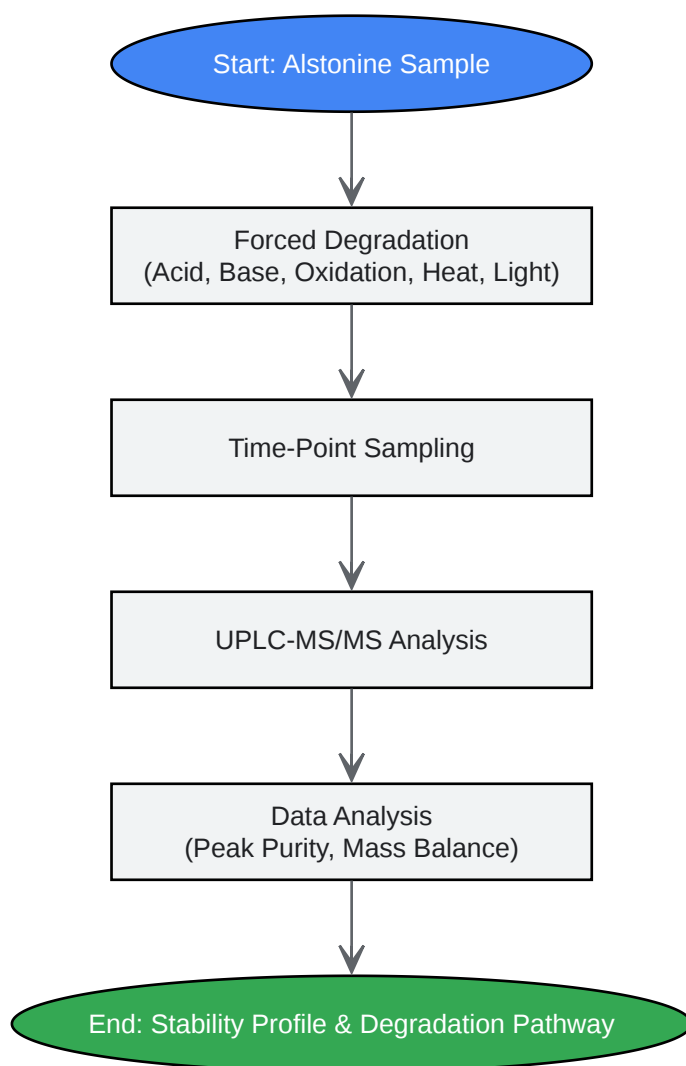 Start: Alstonine Sample
Forced Degradation
(Acid, Base, Oxidation, Heat, Light)
Time-Point Sampling
UPLC-MS/MS Analysis
Data Analysis
(Peak Purity, Mass Balance)
End: Stability Profile & Degradation Pathway